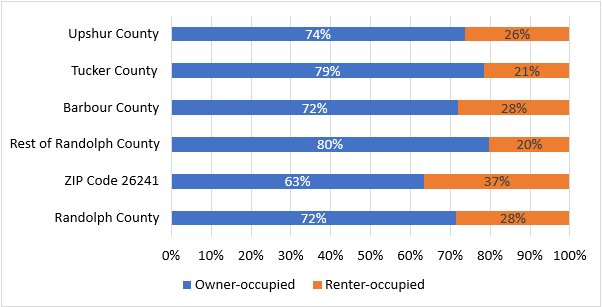 Upshur County 74% 26%
Tucker County 79% 21%
Barbour County 72% 28%
Rest of Randolph County 80% 20%
ZIP Code 26241 63% 37%
Randolph County 72% 28%
0% 10% 20% 30% 40% 50% 60% 70% 80% 90% 100%
Owner-occupied Renter-occupied